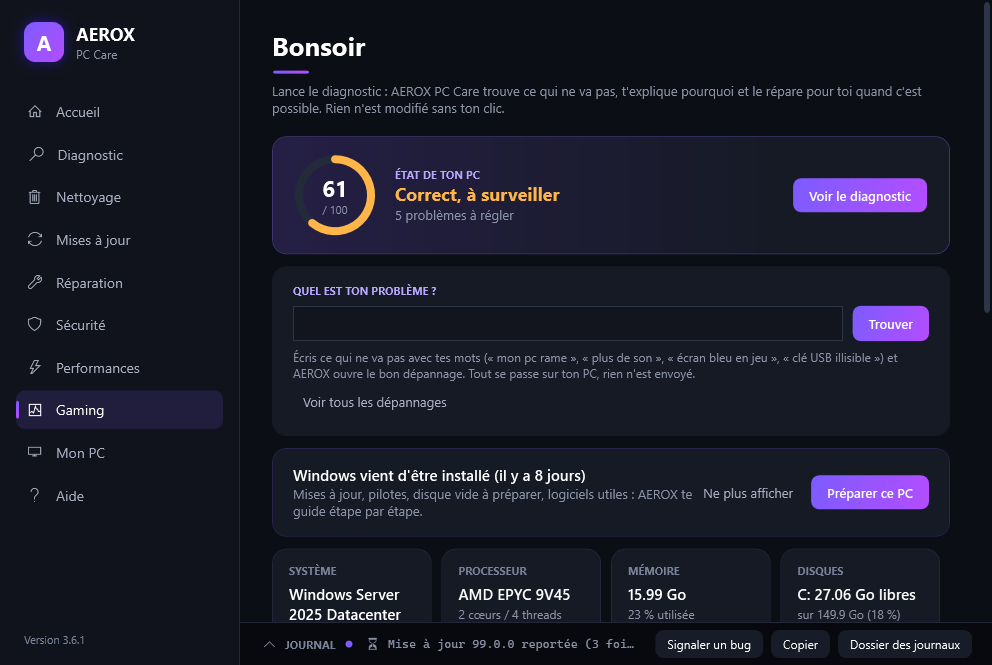 A
AEROX
PC Care
Accueil
Diagnostic
Nettoyage
Mises à jour
Réparation
Sécurité
Performances
Gaming
Mon PC
? Aide
Version 3.6.1
Bonsoir
Lance le diagnostic : AEROX PC Care trouve ce qui ne va pas, t'explique pourquoi et le répare pour toi quand c'est
possible. Rien n'est modifié sans ton clic.
61
/ 100
ÉTAT DE TON PC
Correct, à surveiller
5 problèmes à régler
Voir le diagnostic
QUEL EST TON PROBLÈME ?
Trouver
Écris ce qui ne va pas avec tes mots (« mon pc rame », « plus de son », « écran bleu en jeu », « clé USB illisible ») et
AEROX ouvre le bon dépannage. Tout se passe sur ton PC, rien n'est envoyé.
Voir tous les dépannages
Windows vient d'être installé (il y a 8 jours)
Mises à jour, pilotes, disque vide à préparer, logiciels utiles : AEROX te
guide étape par étape.
Ne plus afficher
Préparer ce PC
SYSTÈME
Windows Server
2025 Datacenter
PROCESSEUR
AMD EPYC 9V45
2 cœurs / 4 threads
MÉMOIRE
15.99 Go
23 % utilisée
DISQUES
C: 27.06 Go libres
sur 149.9 Go (18 %)
JOURNAL
Mise à jour 99.0.0 reportée (3 foi…
Signaler un bug
Copier
Dossier des journaux